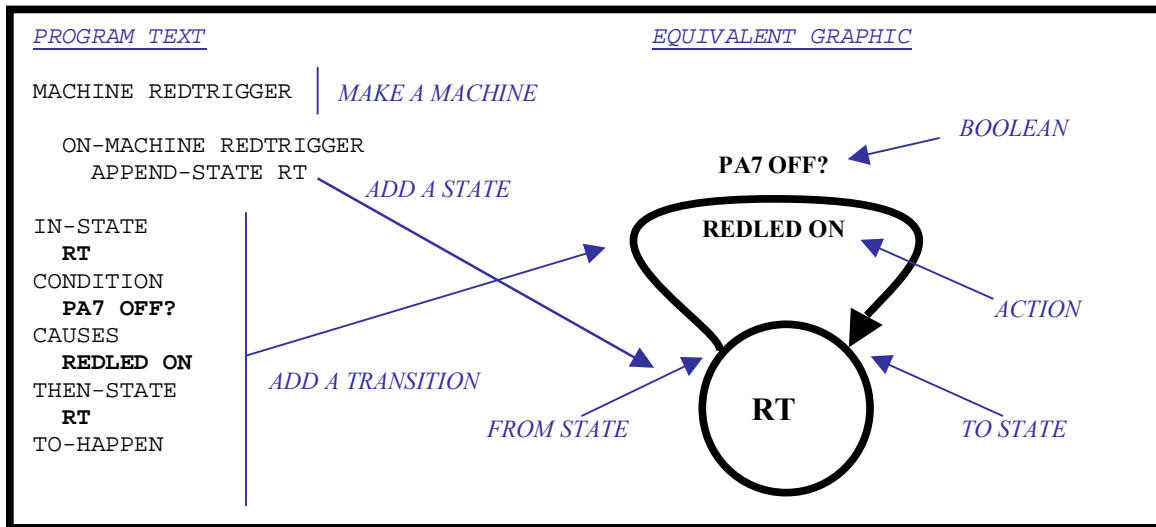 PROGRAM TEXT
EQUIVALENT GRAPHIC
MACHINE REDTRIGGER
MAKE A MACHINE
ON-MACHINE REDTRIGGER
APPEND-STATE RT
ADD A STATE
IN-STATE
RT
CONDITION
PA7 OFF?
CAUSES
REDLED ON
THEN-STATE
RT
TO-HAPPEN
ADD A TRANSITION
BOOLEAN
PA7 OFF?
REDLED ON
ACTION
RT
FROM STATE
TO STATE